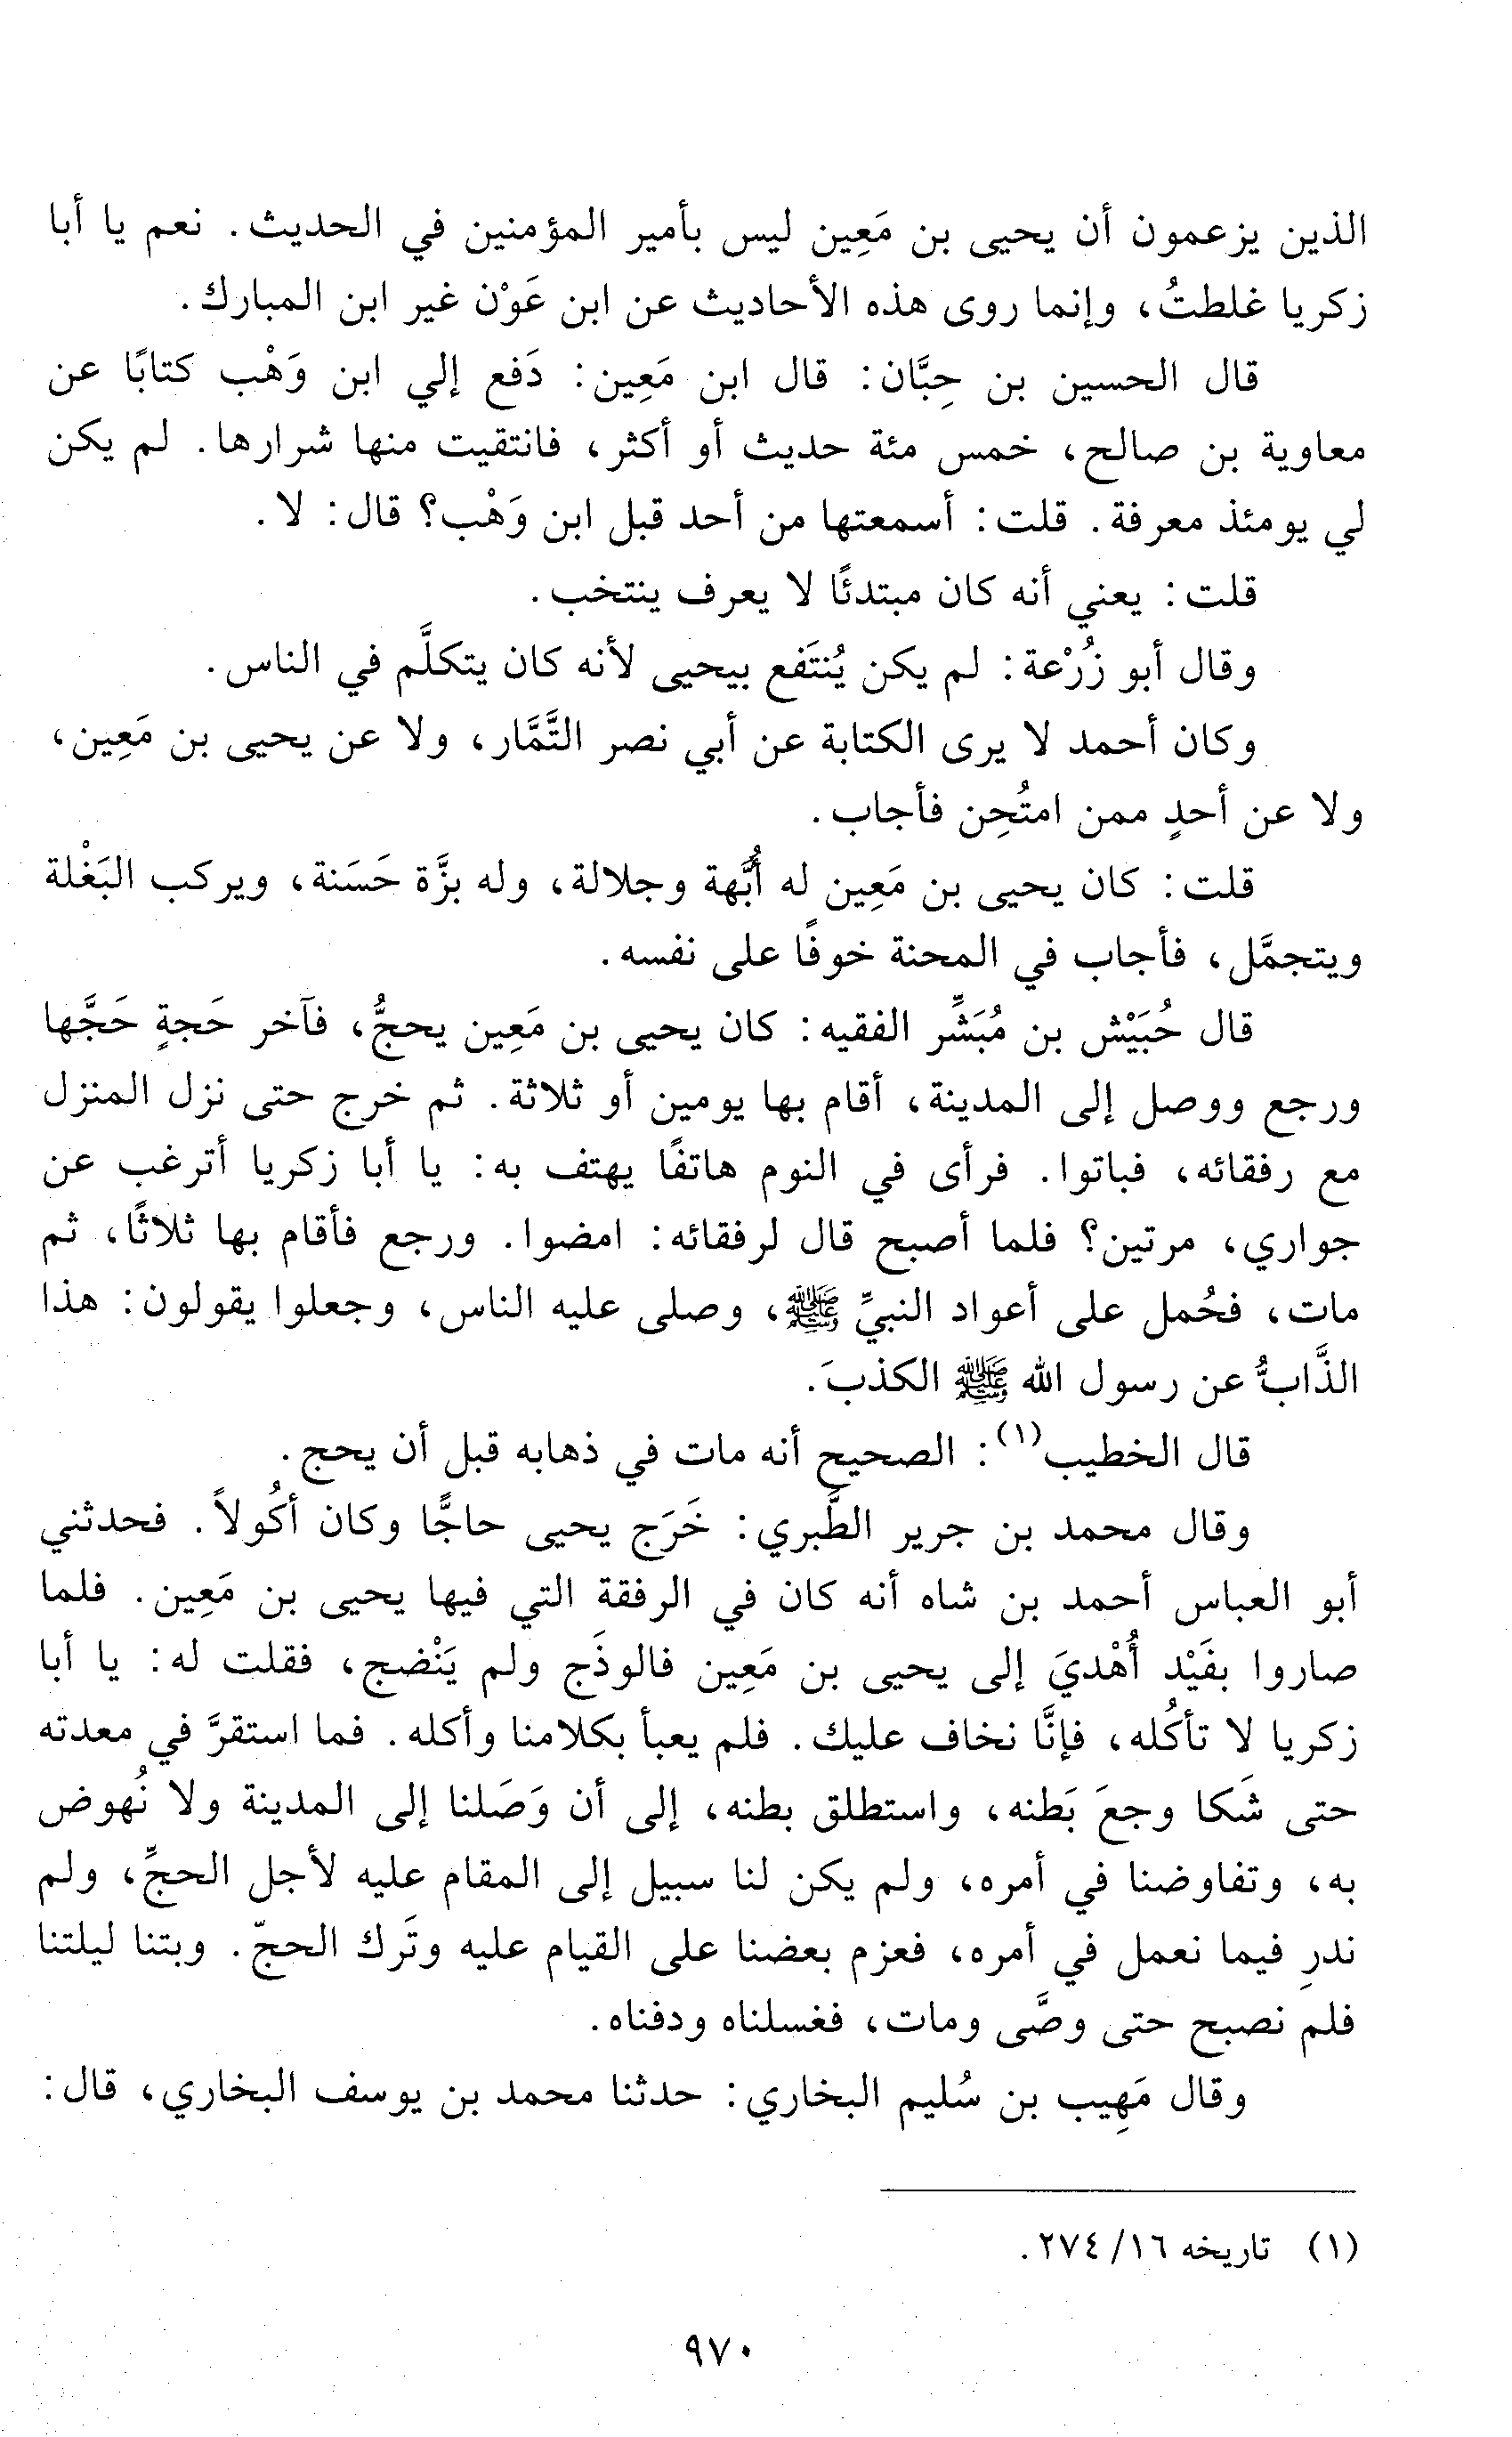 الذين يزعمون أن يحيى بن مَعِين ليس بأمير المؤمنين في الحديث. نعم يا أبا
زكريا غلطتُ، وإنما روى هذه الأحاديث عن ابن عَوْن غير ابن المبارك.
قال الحسين بن حِبَّان: قال ابن مَعِين: دَفع إلي ابن وَهْب كتابًا عن
معاوية بن صالح، خمس مئة حديث أو أكثر، فانتقيت منها شرارها. لم يكن
لي يومئذ معرفة. قلت: أسمعتها من أحد قبل ابن وَهْب؟ قال: لا.
قلت: يعني أنه كان مبتدئًا لا يعرف ينتخب.
وقال أبو زُرْعة: لم يكن يُنتَفع بيحيى لأنه كان يتكلَّم في الناس.
وكان أحمد لا يرى الكتابة عن أبي نصر التَّمَّار، ولا عن يحيى بن مَعِين،
ولا عن أحدٍ ممن امتُحِن فأجاب.
قلت: كان يحيى بن مَعِين له أُبَّهة وجلالة، وله بزَّة حَسَنة، ويركب البَغْلة
ويتجمَّل، فأجاب في المحنة خوفًا على نفسه.
قال حُبَيْش بن مُبَشِّر الفقيه: كان يحيى بن مَعِين يحجُّ، فآخر حَجةٍ حَجَّها
ورجع ووصل إلى المدينة، أقام بها يومين أو ثلاثة. ثم خرج حتى نزل المنزل
مع رفقائه، فباتوا. فرأى في النوم هاتفًا يهتف به: يا أبا زكريا أترغب عن
جواري، مرتين؟ فلما أصبح قال لرفقائه: امضوا. ورجع فأقام بها ثلاثًا، ثم
مات، فحُمل على أعواد النبيِّ ﷺ، وصلى عليه الناس، وجعلوا يقولون: هذا
الذَّابُّ عن رسول الله ﷺ الكذبَ.
قال الخطيب(١): الصحيح أنه مات في ذهابه قبل أن يحج.
وقال محمد بن جرير الطَّبري: خَرَج يحيى حاجًّا وكان أكُولاً. فحدثني
أبو العباس أحمد بن شاه أنه كان في الرفقة التي فيها يحيى بن مَعِين. فلما
صاروا بفَيْد أُهْديَ إلى يحيى بن مَعِين فالوذَج ولم يَنْضج، فقلت له: يا أبا
زكريا لا تأكُله، فإنَّا نخاف عليك. فلم يعبأ بكلامنا وأكله. فما استقرَّ في معدته
حتى شَكا وجعَ بَطنه، واستطلق بطنه، إلى أن وَصَلنا إلى المدينة ولا نُهوض
به، وتفاوضنا في أمره، ولم يكن لنا سبيل إلى المقام عليه لأجل الحجِّ، ولم
ندرِ فيما نعمل في أمره، فعزم بعضنا على القيام عليه وتَرك الحجّ. وبتنا ليلتنا
فلم نصبح حتى وصَّى ومات، فغسلناه ودفناه.
وقال مَهِيب بن سُليم البخاري: حدثنا محمد بن يوسف البخاري، قال:
(١) تاريخه ١٦/ ٢٧٤.
٩٧٠